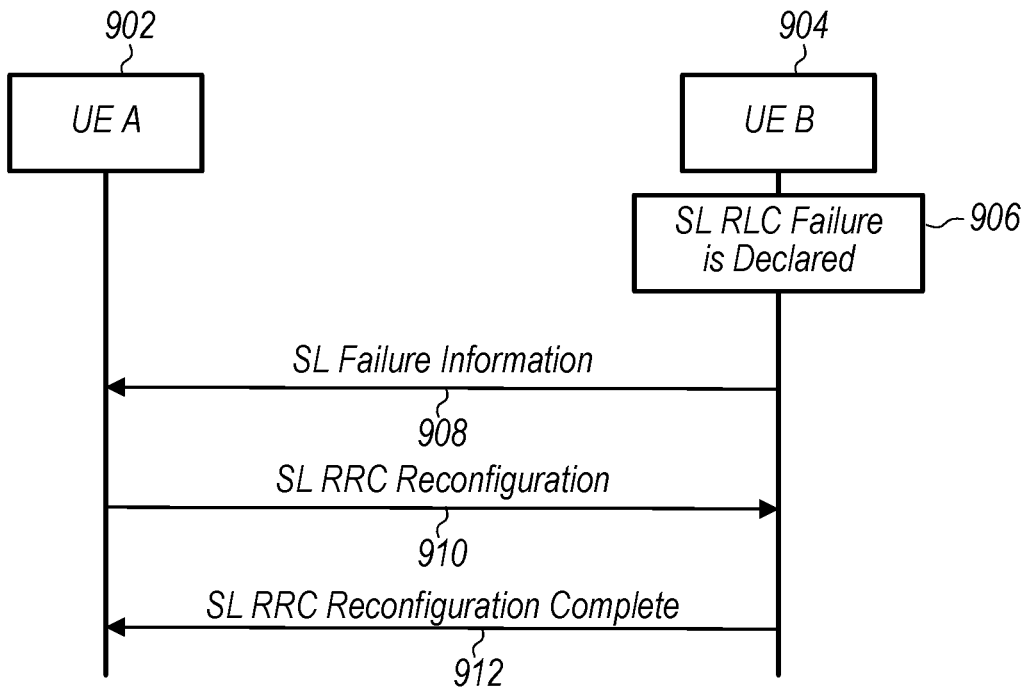 902
904
UE A
UE B
SL RLC Failure
is Declared
906
SL Failure Information
908
SL RRC Reconfiguration
910
SL RRC Reconfiguration Complete
912